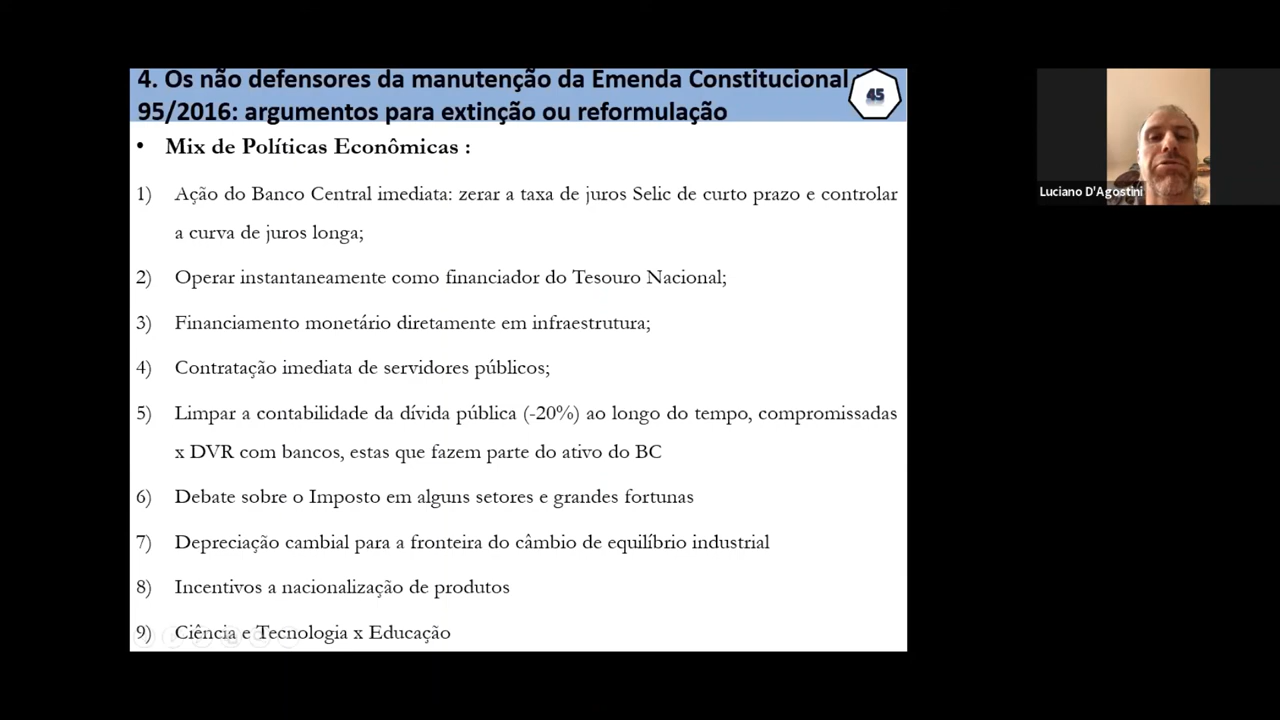 4. Os não defensores da manutenção da Emenda Constitucional
95/2016: argumentos para extinção ou reformulação
45
• Mix de Políticas Econômicas :
1) Ação do Banco Central imediata: zerar a taxa de juros Selic de curto prazo e controlar
a curva de juros longa;
2) Operar instantaneamente como financiador do Tesouro Nacional;
3) Financiamento monetário diretamente em infraestrutura;
4) Contratação imediata de servidores públicos;
5) Limpar a contabilidade da dívida pública (-20%) ao longo do tempo, compromissadas
x DVR com bancos, estas que fazem parte do ativo do BC
6) Debate sobre o Imposto em alguns setores e grandes fortunas
7) Depreciação cambial para a fronteira do câmbio de equilíbrio industrial
8) Incentivos a nacionalização de produtos
9) Ciência e Tecnologia x Educação
Luciano D'Agostini